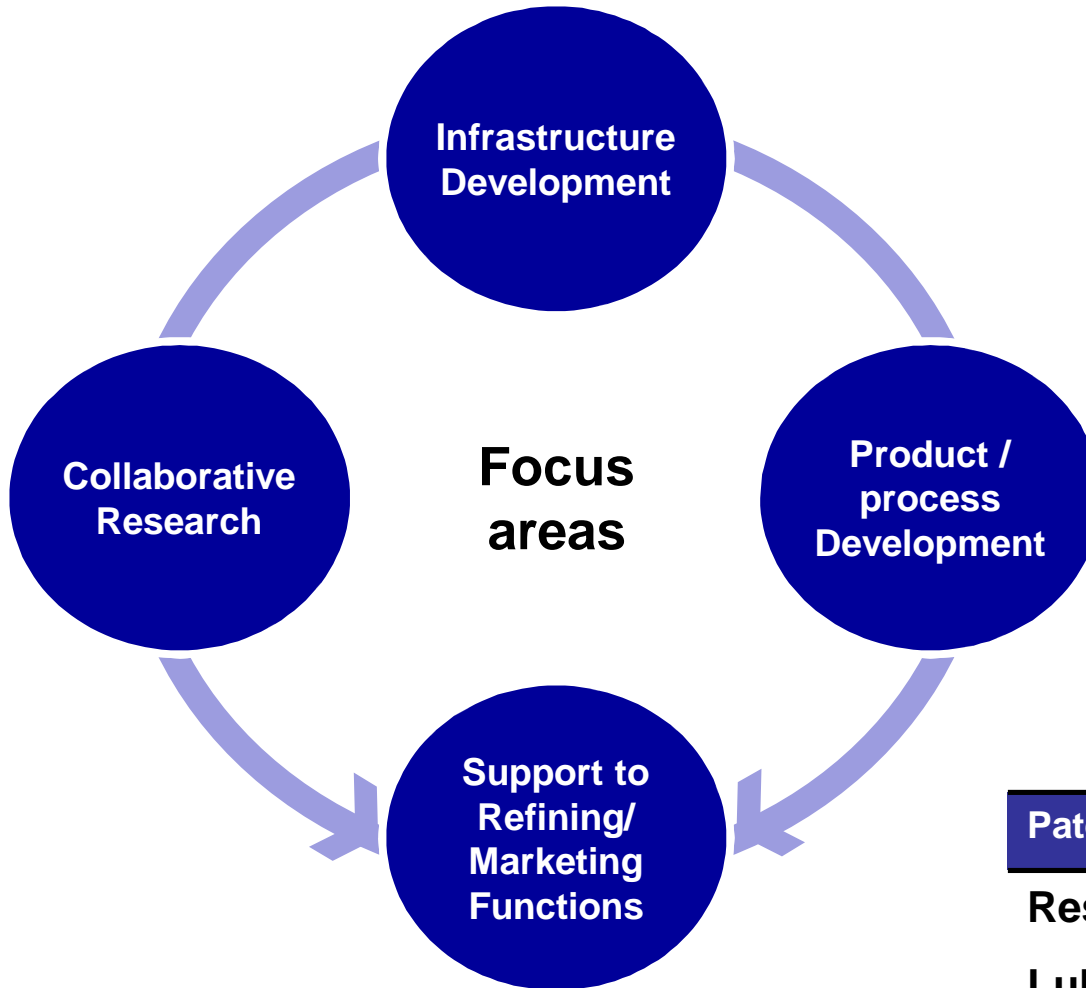 Infrastructure
Development
Collaborative
Research
Focus
areas
Product /
process
Development
Support to
Refining/
Marketing
Functions